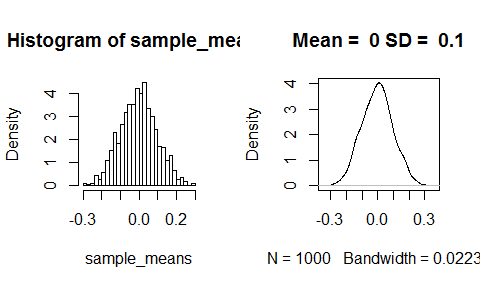 Histogram of sample_mea
Density
0 1 2 3 4
-0.3 0.0 0.2
sample_means
Mean = 0 SD = 0.1
Density
0 1 2 3 4
-0.3 0.0 0.3
N = 1000 Bandwidth = 0.0223